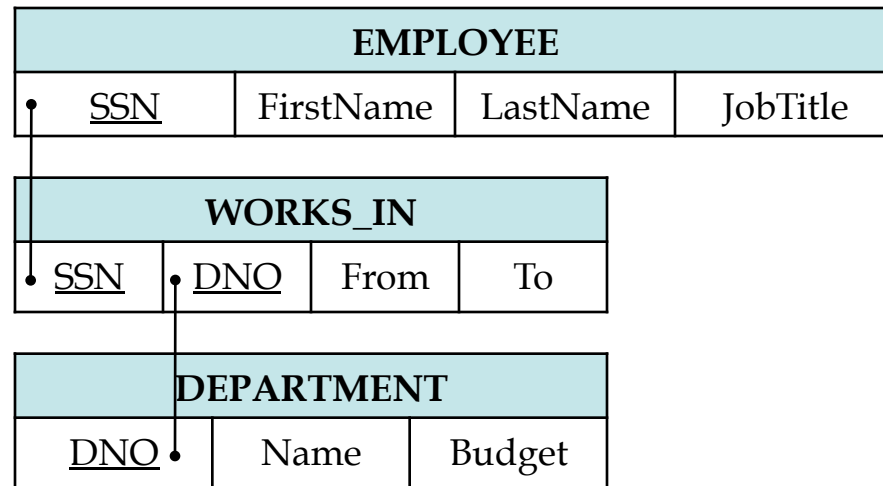 EMPLOYEE
SSN FirstName LastName JobTitle
WORKS_IN
SSN DNO From To
DEPARTMENT
DNO Name Budget